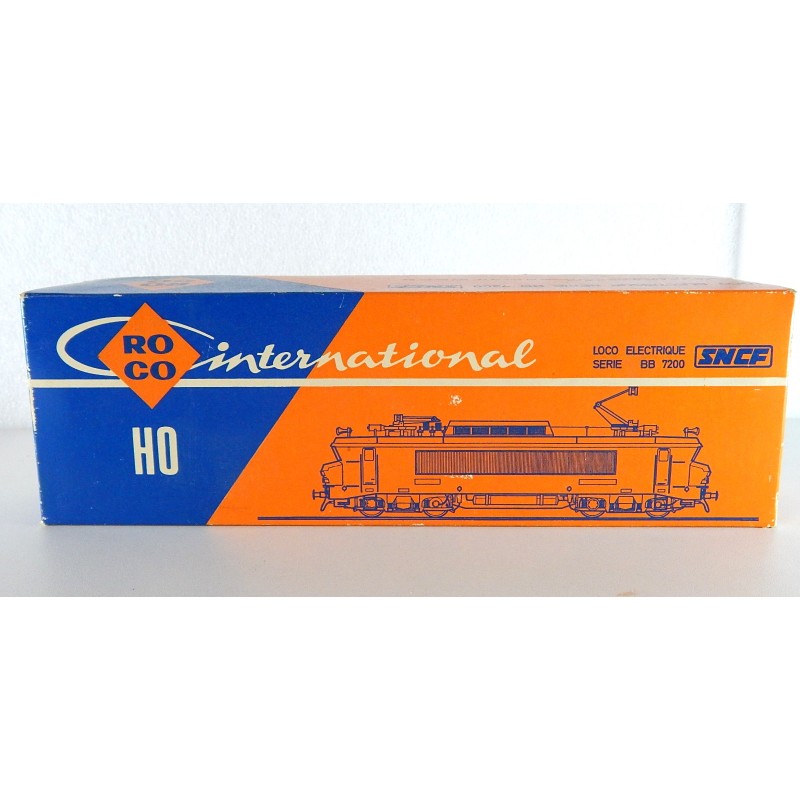 RO
CO
international
HO
LOCO ELECTRIQUE
SERIE BB 7200
SNCF